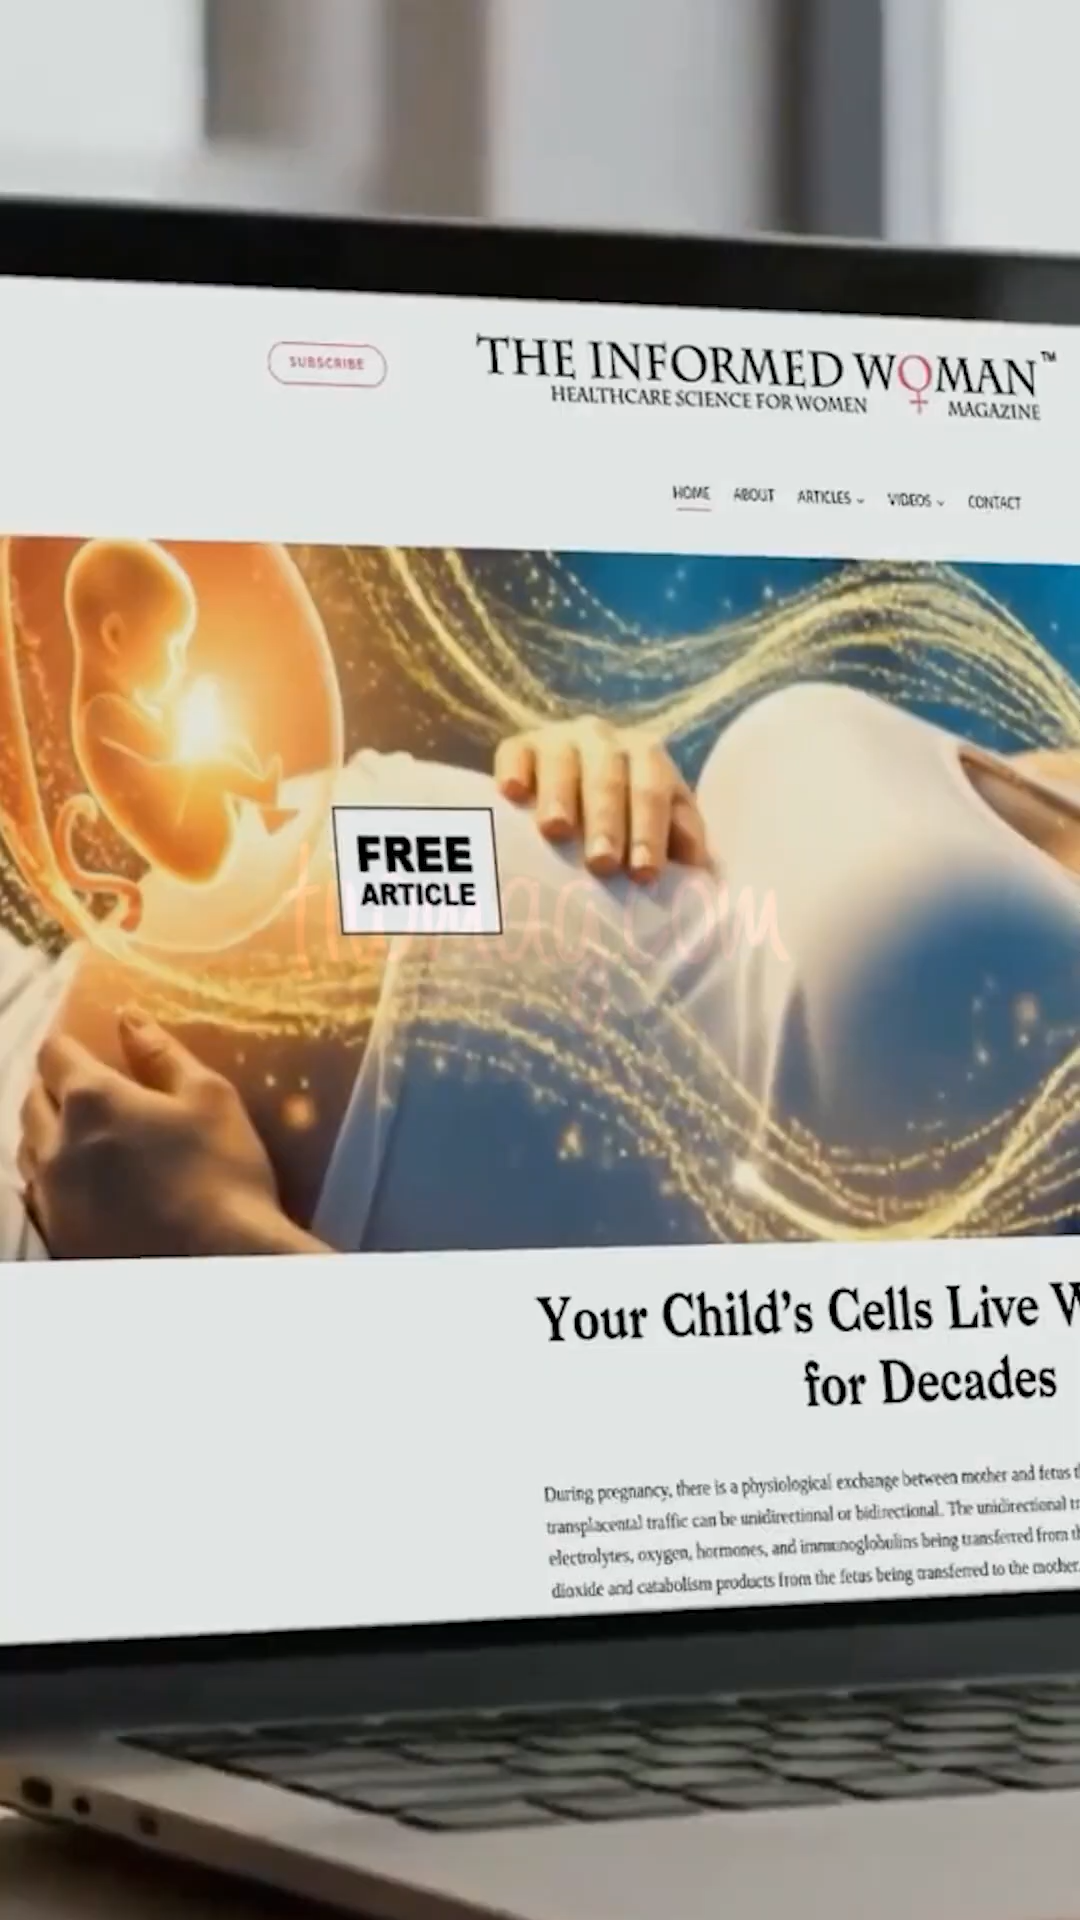 SUBSCRIBE
THE INFORMED WOMAN™
HEALTHCARE SCIENCE FOR WOMEN MAGAZINE
HOME ABOUT ARTICLES VIDEOS CONTACT
FREE
ARTICLE
Your Child's Cells Live
for Decades
During pregnancy, there is a physiological exchange between mother and fetus
transplacental traffic can be unidirectional or bidirectional. The unidirectional
electrolytes, oxygen, hormones, and immunoglobulins being transferred from
dioxide and catabolism products from the fetus being transferred to the mother.